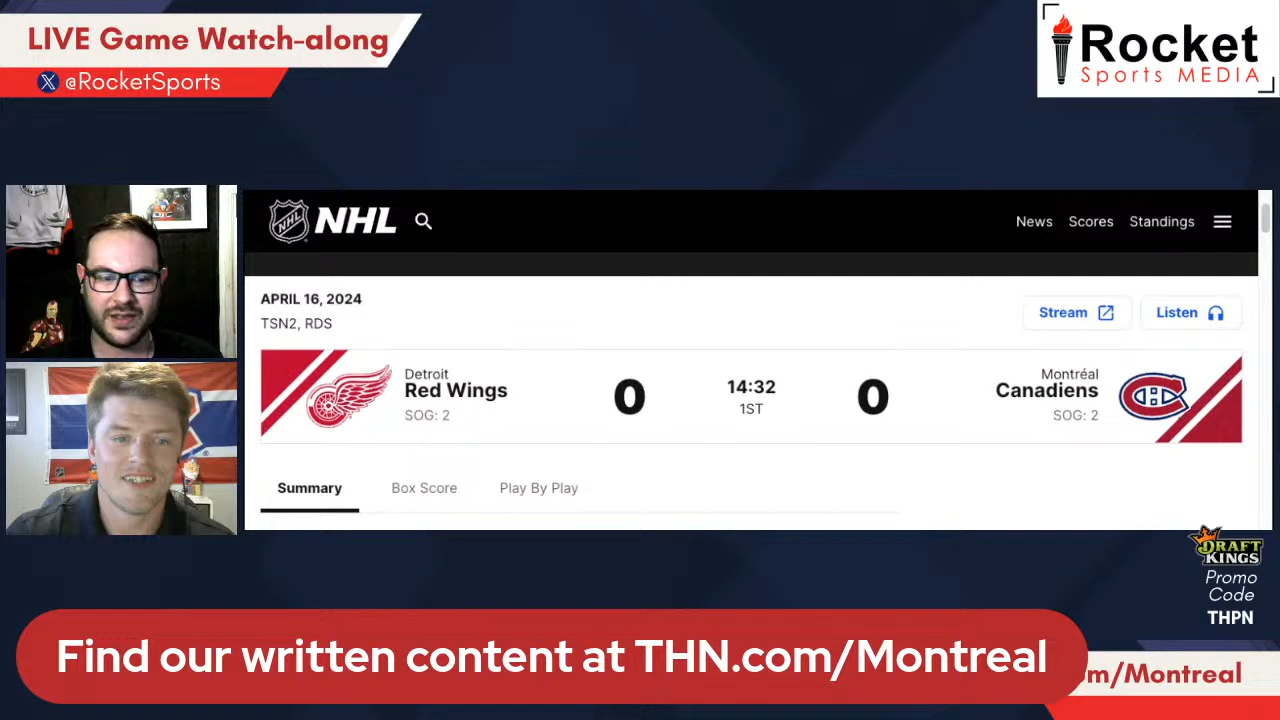 LIVE Game Watch-along
@RocketSports
Rocket
Sports MEDIA
NHL
NHL
News Scores Standings
APRIL 16, 2024
TSN2, RDS
Stream Listen
Detroit
Red Wings
SOG: 2
0
14:32
1ST
0
Montréal
Canadiens
SOG: 2
Summary Box Score Play By Play
DRAFT
KINGS
Promo
Code
THPN
Find our written content at THN.com/Montreal
om/Montreal